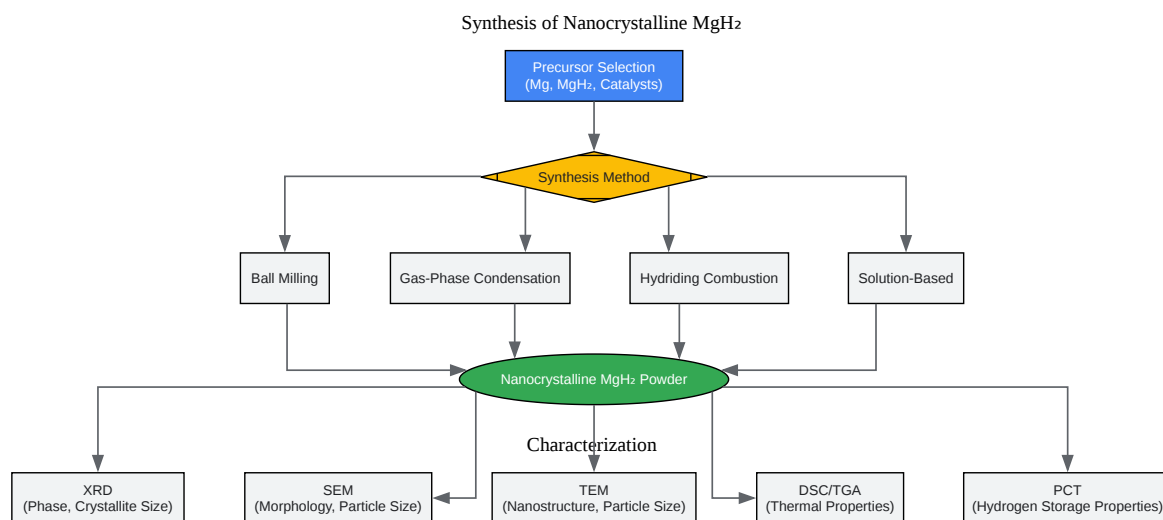 Synthesis of Nanocrystalline MgH₂
Precursor Selection
(Mg, MgH₂, Catalysts)
Synthesis Method
Ball Milling
Gas-Phase Condensation
Hydriding Combustion
Solution-Based
Nanocrystalline MgH₂ Powder
Characterization
XRD
(Phase, Crystallite Size)
SEM
(Morphology, Particle Size)
TEM
(Nanostructure, Particle Size)
DSC/TGA
(Thermal Properties)
PCT
(Hydrogen Storage Properties)